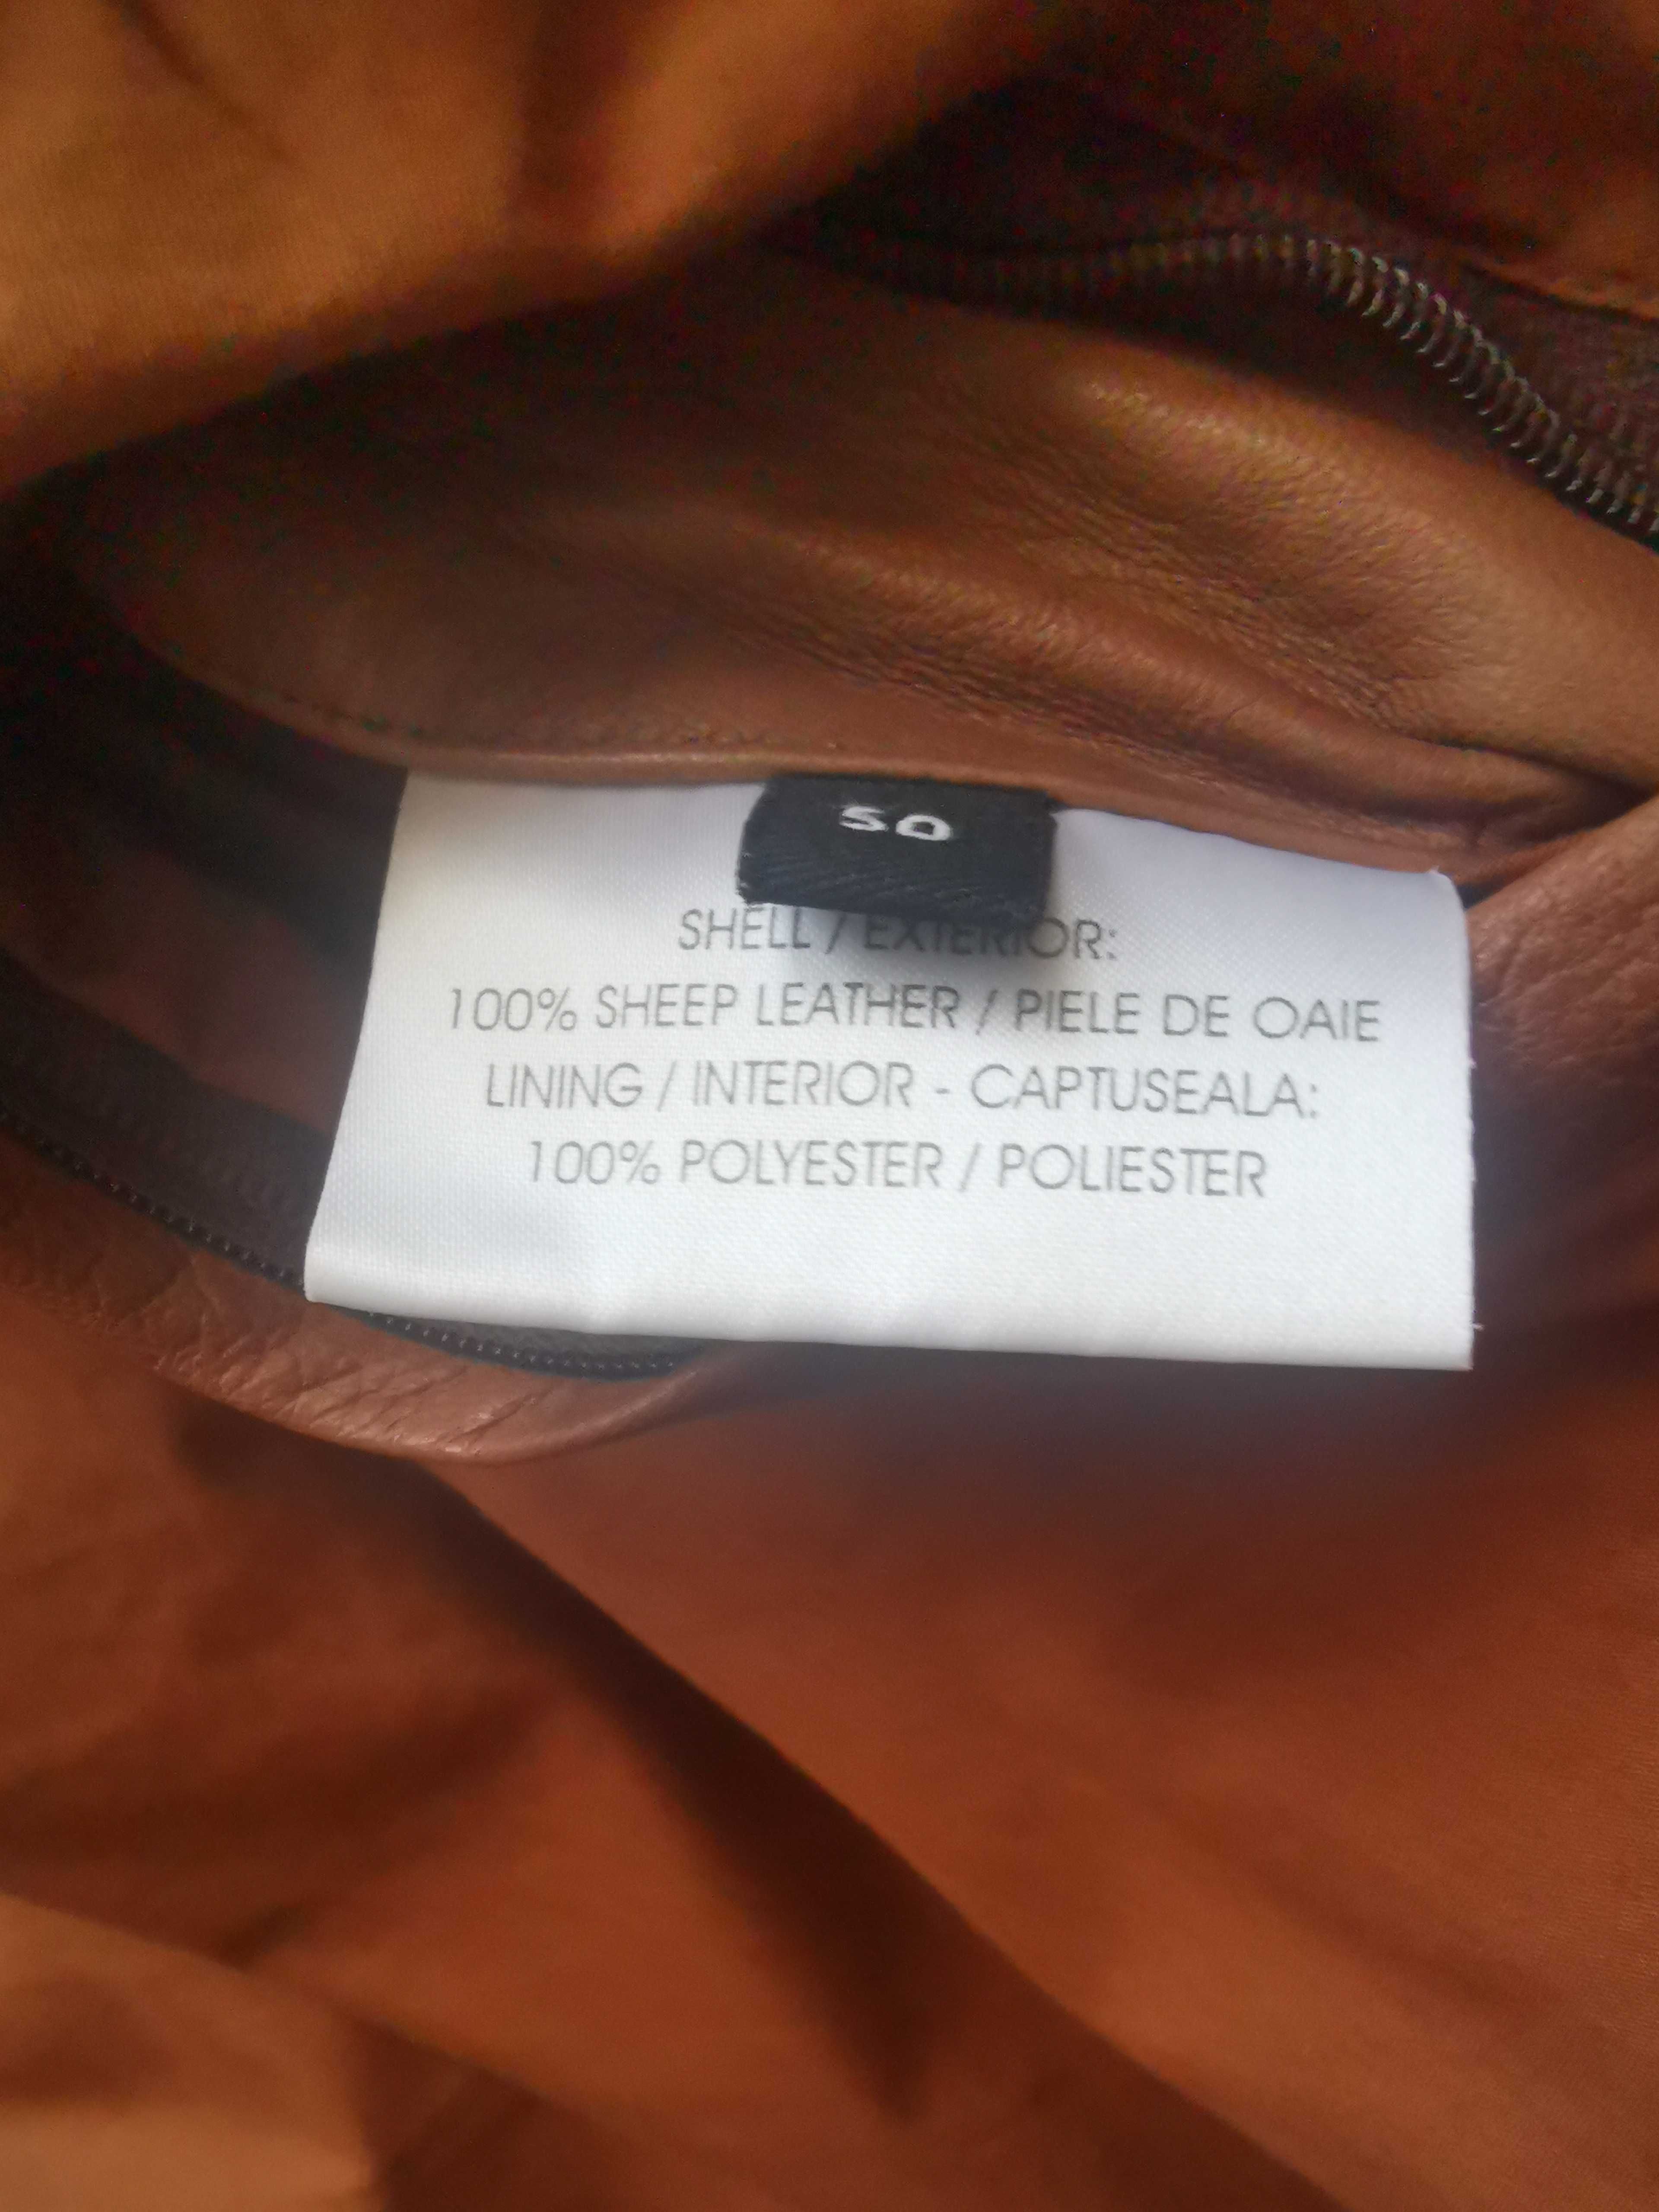 50
SHELL / EXTERIOR:
100% SHEEP LEATHER / PIELE DE OAIE
LINING / INTERIOR - CAPTUSEALA:
100% POLYESTER / POLIESTER